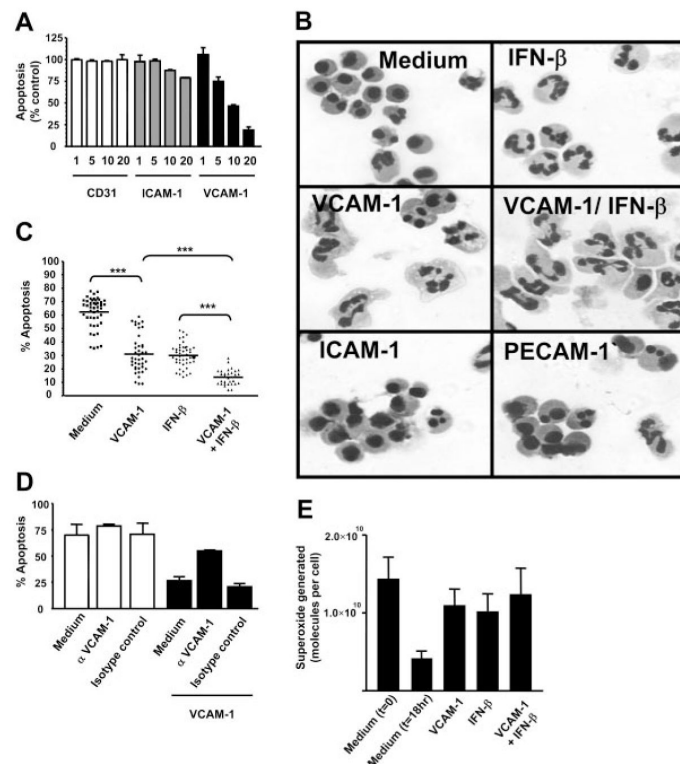 A
Apoptosis
(% control)
125
100
75
50
25
1 5 10 20 1 5 10 20 1 5 10 20
CD31 ICAM-1 VCAM-1
B
Medium
IFN-β
VCAM-1
VCAM-1/ IFN-β
ICAM-1
PECAM-1
C
% Apoptosis
100
90
80
70
60
50
40
30
20
10
0
***
***
***
Medium
VCAM-1
IFN-β
VCAM-1
+ IFN-β
D
% Apoptosis
100
75
50
25
0
Medium
α VCAM-1
Isotype control
Medium
α VCAM-1
Isotype control
VCAM-1
E
Superoxide generated
(molecules per cell)
2.0×10¹⁰
1.0×10¹⁰
Medium (t=0)
Medium (t=18hr)
VCAM-1
IFN-β
VCAM-1
+ IFN-β